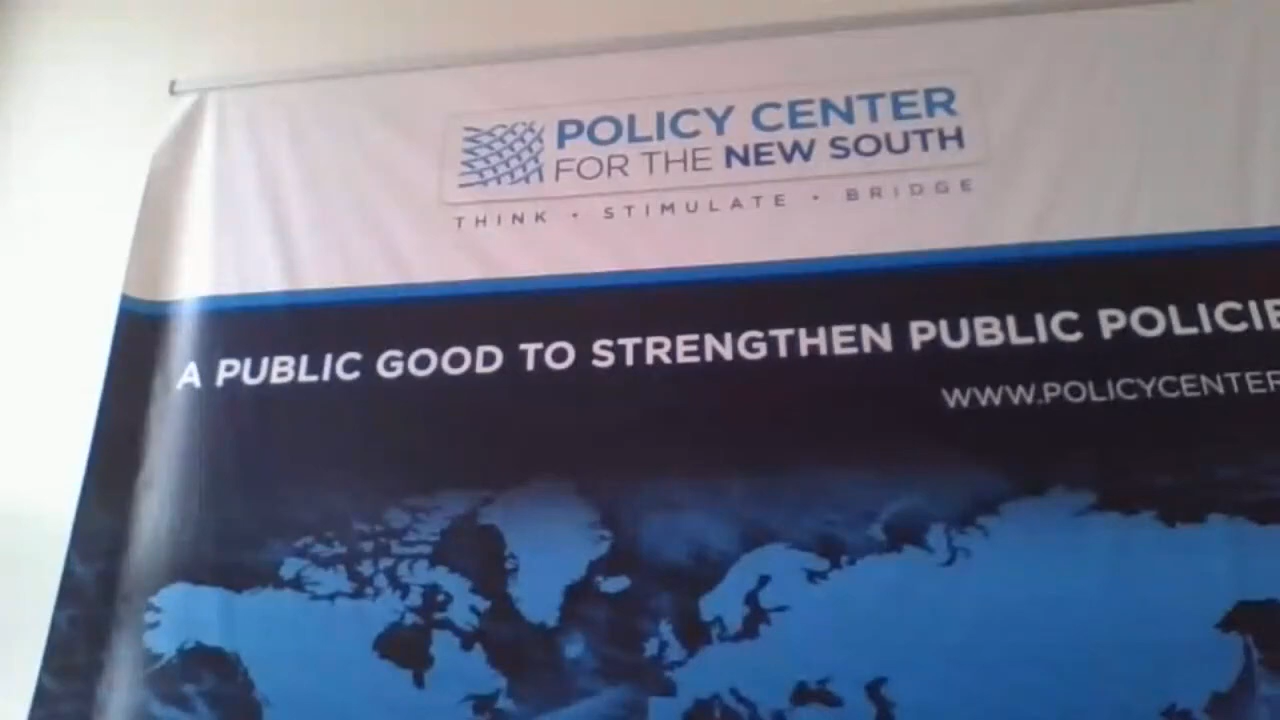 POLICY CENTER
FOR THE NEW SOUTH
THINK • STIMULATE • BRIDGE
A PUBLIC GOOD TO STRENGTHEN PUBLIC POLICIE
WWW.POLICYCENTER